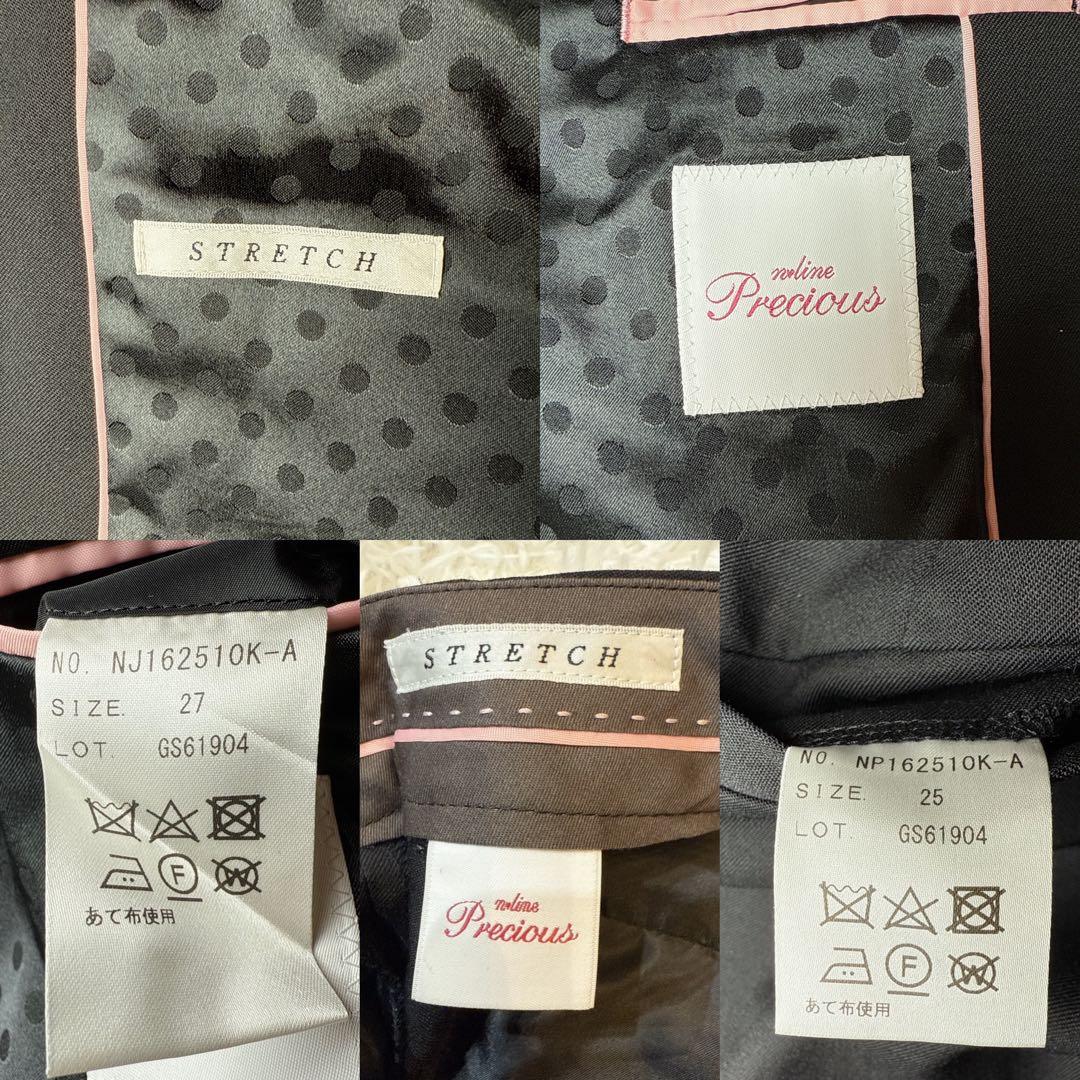 STRETCH
n♥line
Precious
NO. NJ162510K-A
SIZE. 27
LOT GS61904
F
W
あて布使用
STRETCH
n♥line
Precious
NO. NP162510K-A
SIZE. 25
LOT. GS61904
F
W
あて布使用